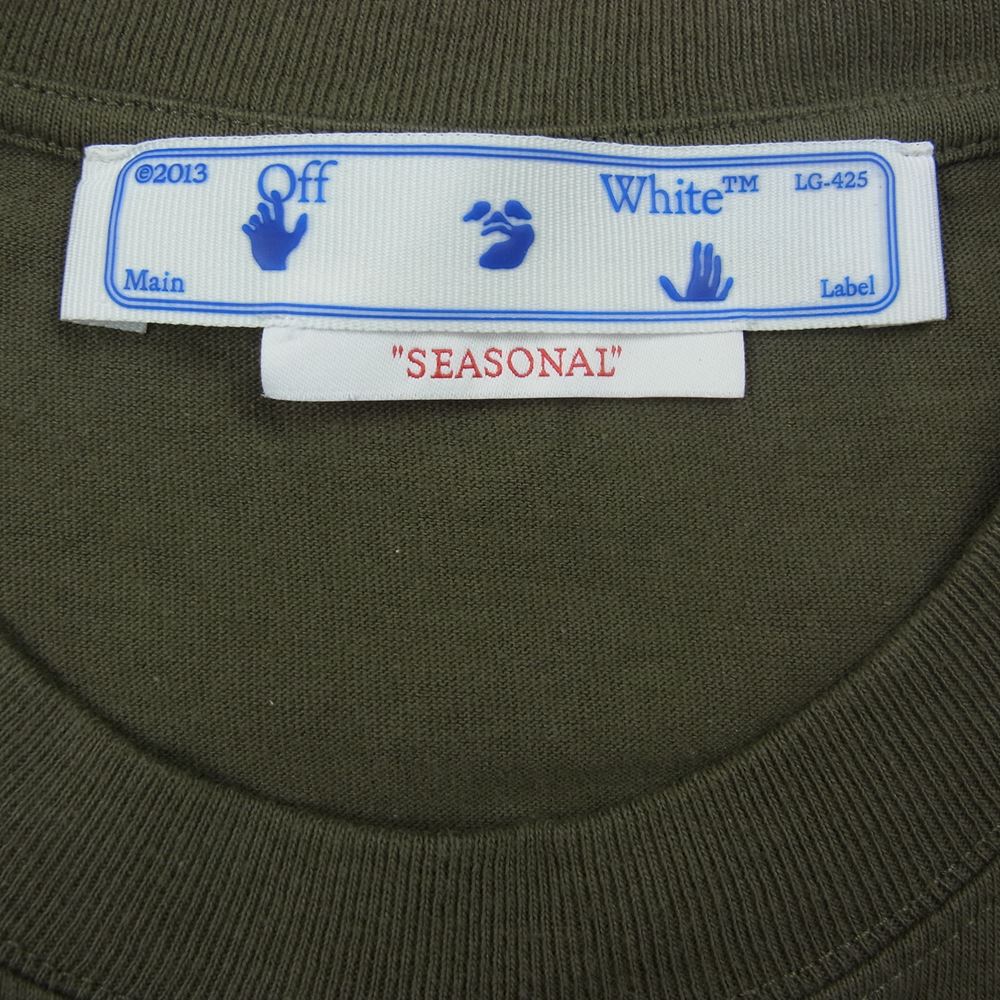 ©2013 Off White™ LG-425
Main Label
"SEASONAL"